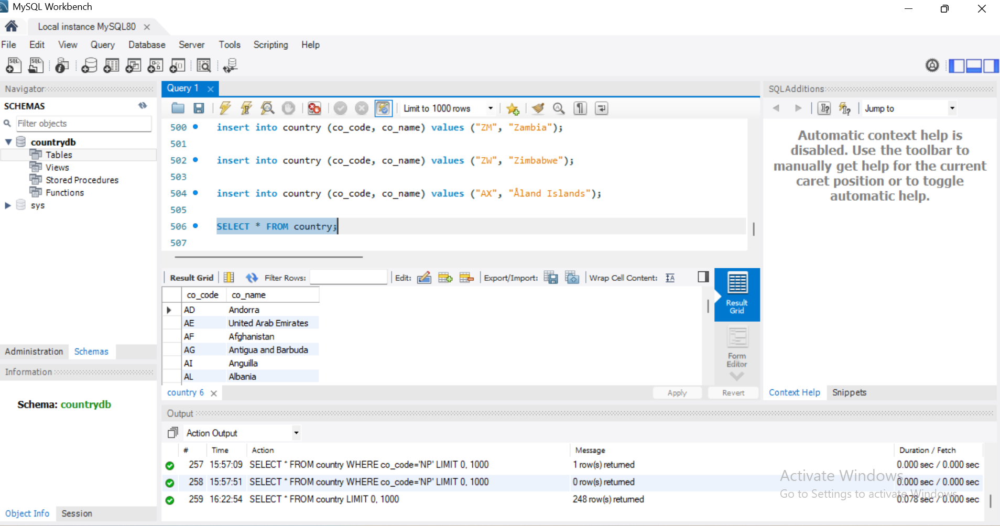 MySQL Workbench
Local instance MySQL80
File Edit View Query Database Server Tools Scripting Help
Navigator
SCHEMAS
Filter objects
countrydb
Tables
Views
Stored Procedures
Functions
sys
Administration Schemas
Information
Schema: countrydb
Object Info Session
Query 1
Limit to 1000 rows
500 insert into country (co_code, co_name) values ("ZM", "Zambia");
501
502 insert into country (co_code, co_name) values ("ZW", "Zimbabwe");
503
504 insert into country (co_code, co_name) values ("AX", "Åland Islands");
505
506 SELECT * FROM country;
507
Result Grid Filter Rows: Edit: Export/Import: Wrap Cell Content:
co_code co_name
AD Andorra
AE United Arab Emirates
AF Afghanistan
AG Antigua and Barbuda
AI Anguilla
AL Albania
Result
Grid
Form
Editor
country 6 Apply Revert
SQLAdditions
Jump to
Automatic context help is
disabled. Use the toolbar to
manually get help for the current
caret position or to toggle
automatic help.
Context Help Snippets
Output
Action Output
# Time Action Message Duration / Fetch
257 15:57:09 SELECT * FROM country WHERE co_code='NP' LIMIT 0, 1000 1 row(s) returned 0.000 sec / 0.000 sec
258 15:57:51 SELECT * FROM country WHERE co_code='NP' LIMIT 0, 1000 0 row(s) returned 0.000 sec / 0.000 sec
259 16:22:54 SELECT * FROM country LIMIT 0, 1000 248 row(s) returned 0.078 sec / 0.000 sec
Activate Windows
Go to Settings to activate Windows.